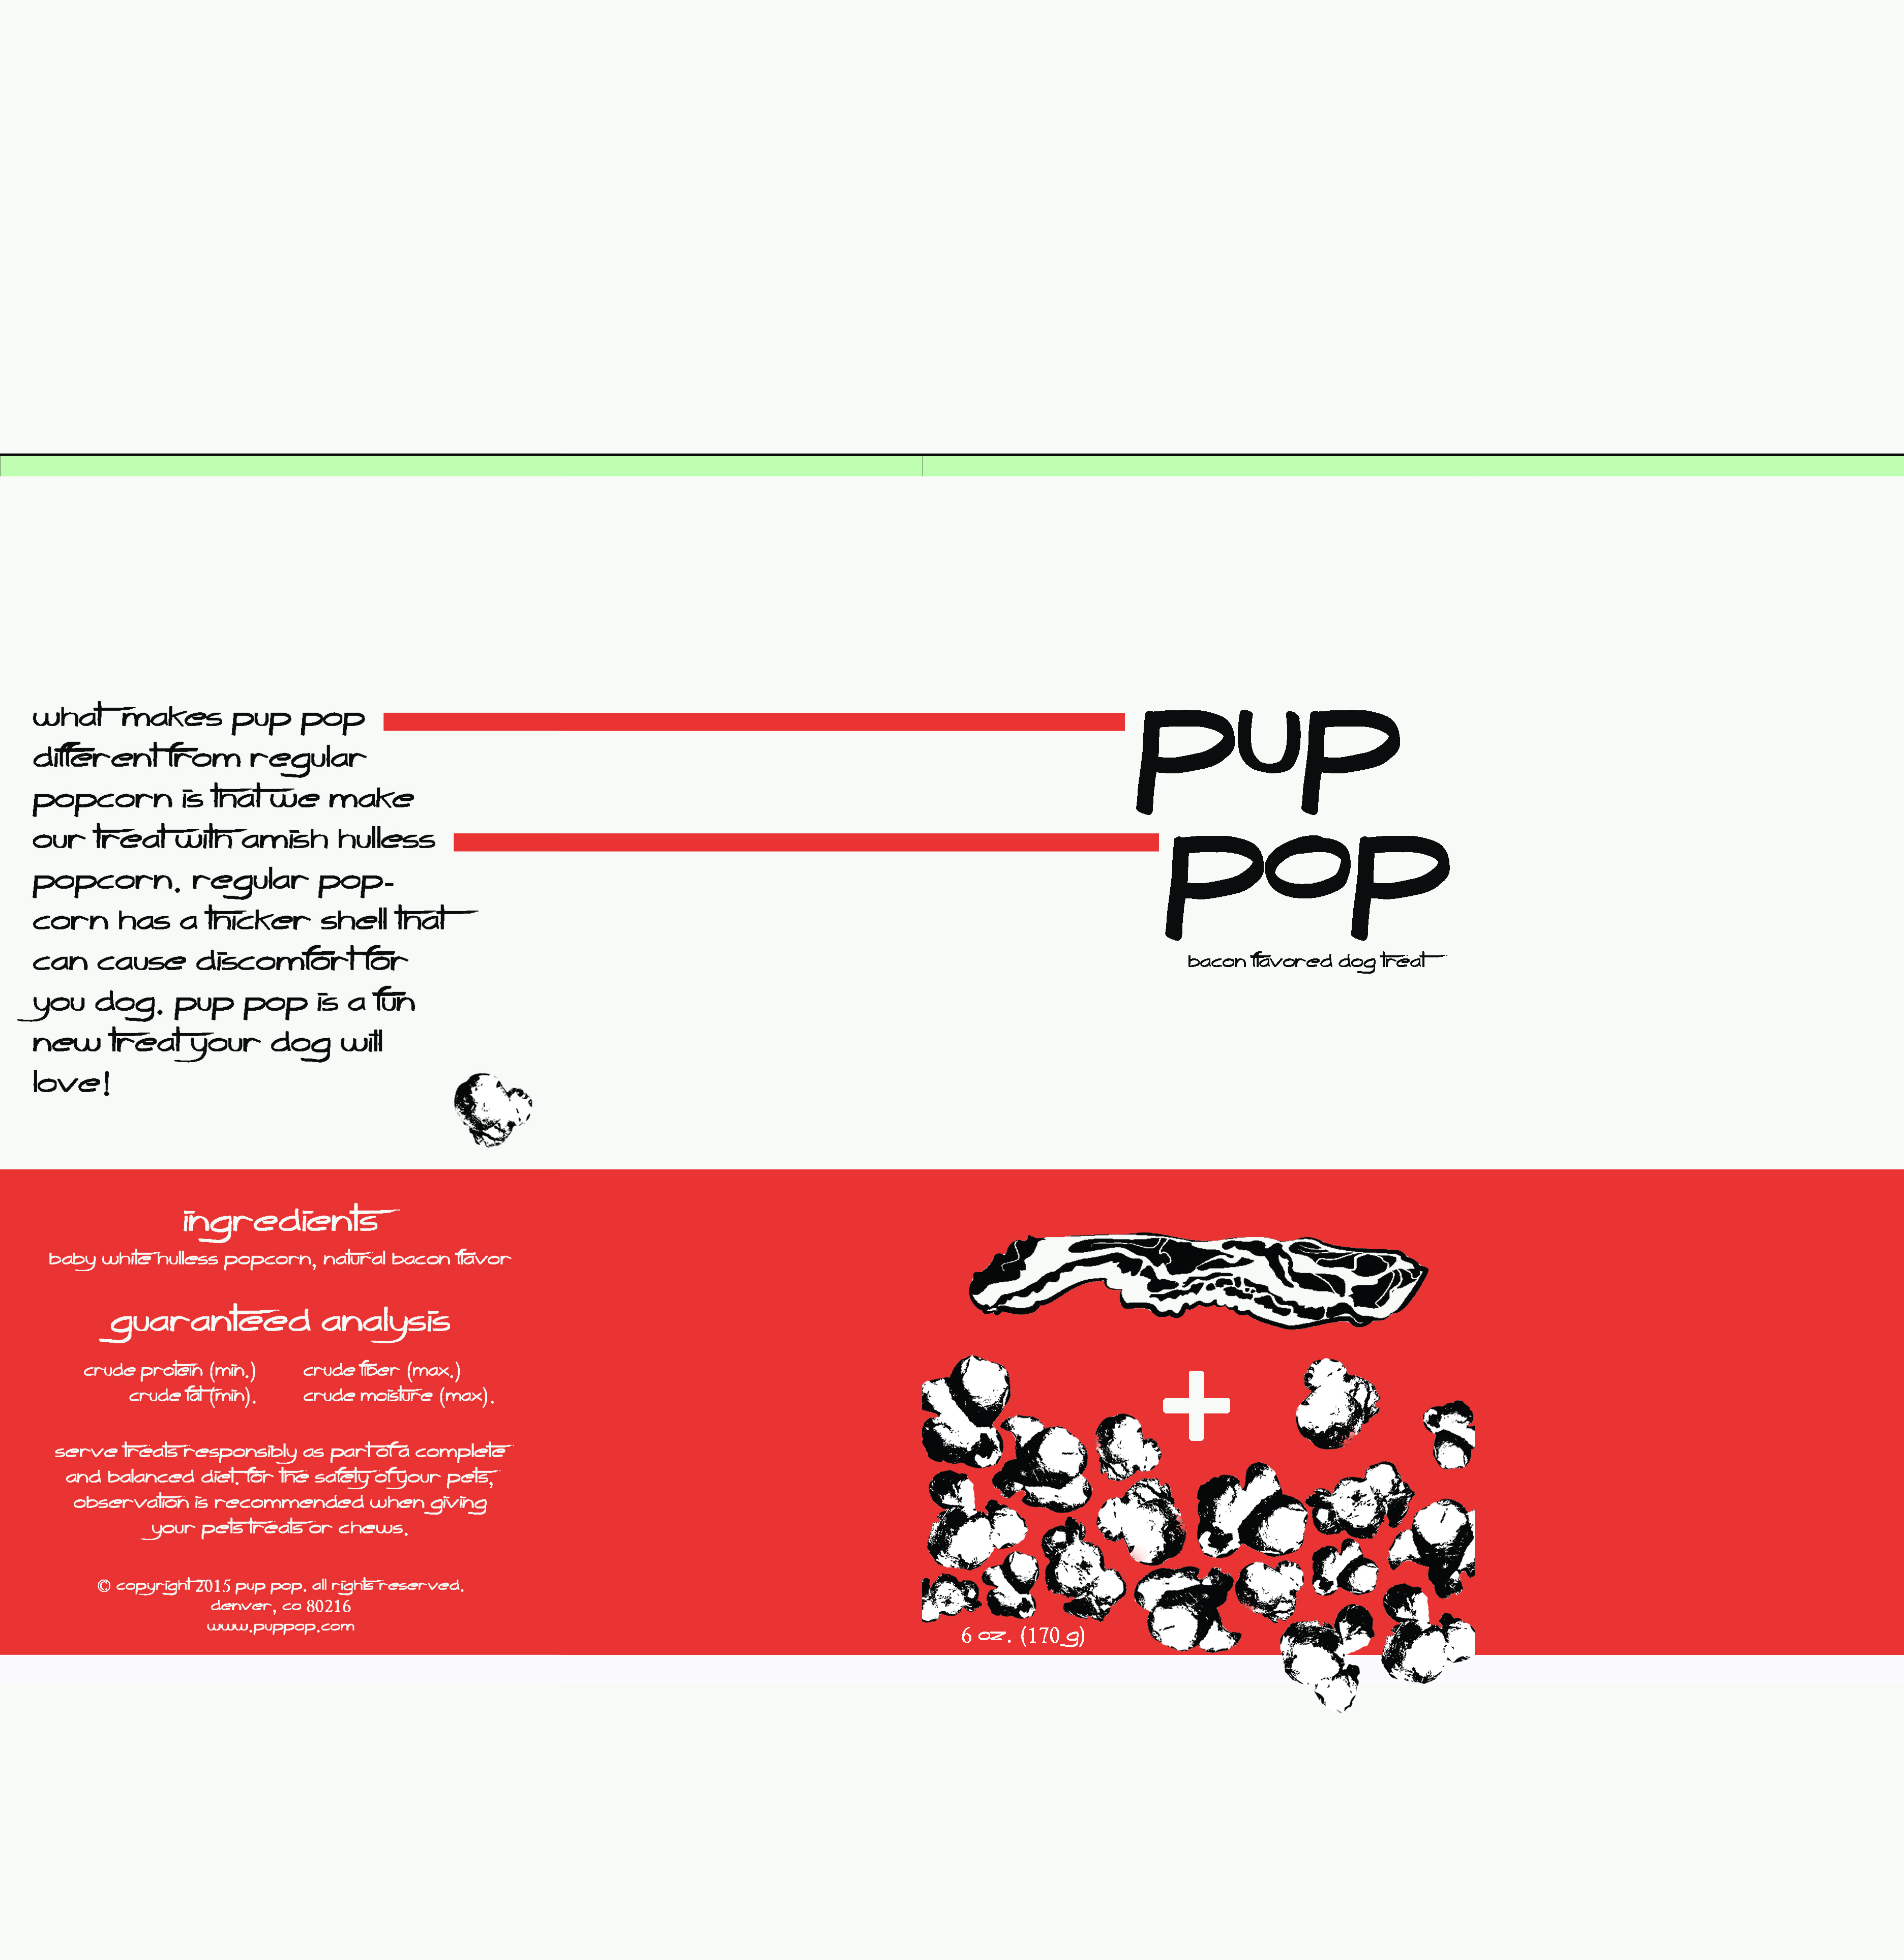 what makes pup pop
different from regular
popcorn is that we make
our treat with amish hulless
popcorn. regular pop-
corn has a thicker shell that
can cause discomfort for
you dog. pup pop is a fun
new treat your dog will
love!
ingredients
baby white hulless popcorn, natural bacon flavor
guaranteed analysis
crude protein (min.) crude fiber (max.)
crude fat (min). crude moisture (max).
serve treats responsibly as part of a complete
and balanced diet. for the safety of your pets,
observation is recommended when giving
your pets treats or chews.
© copyright 2015 pup pop. all rights reserved.
denver, co 80216
www.puppop.com
pup
pop
bacon flavored dog treat
+
6 oz. (170 g)